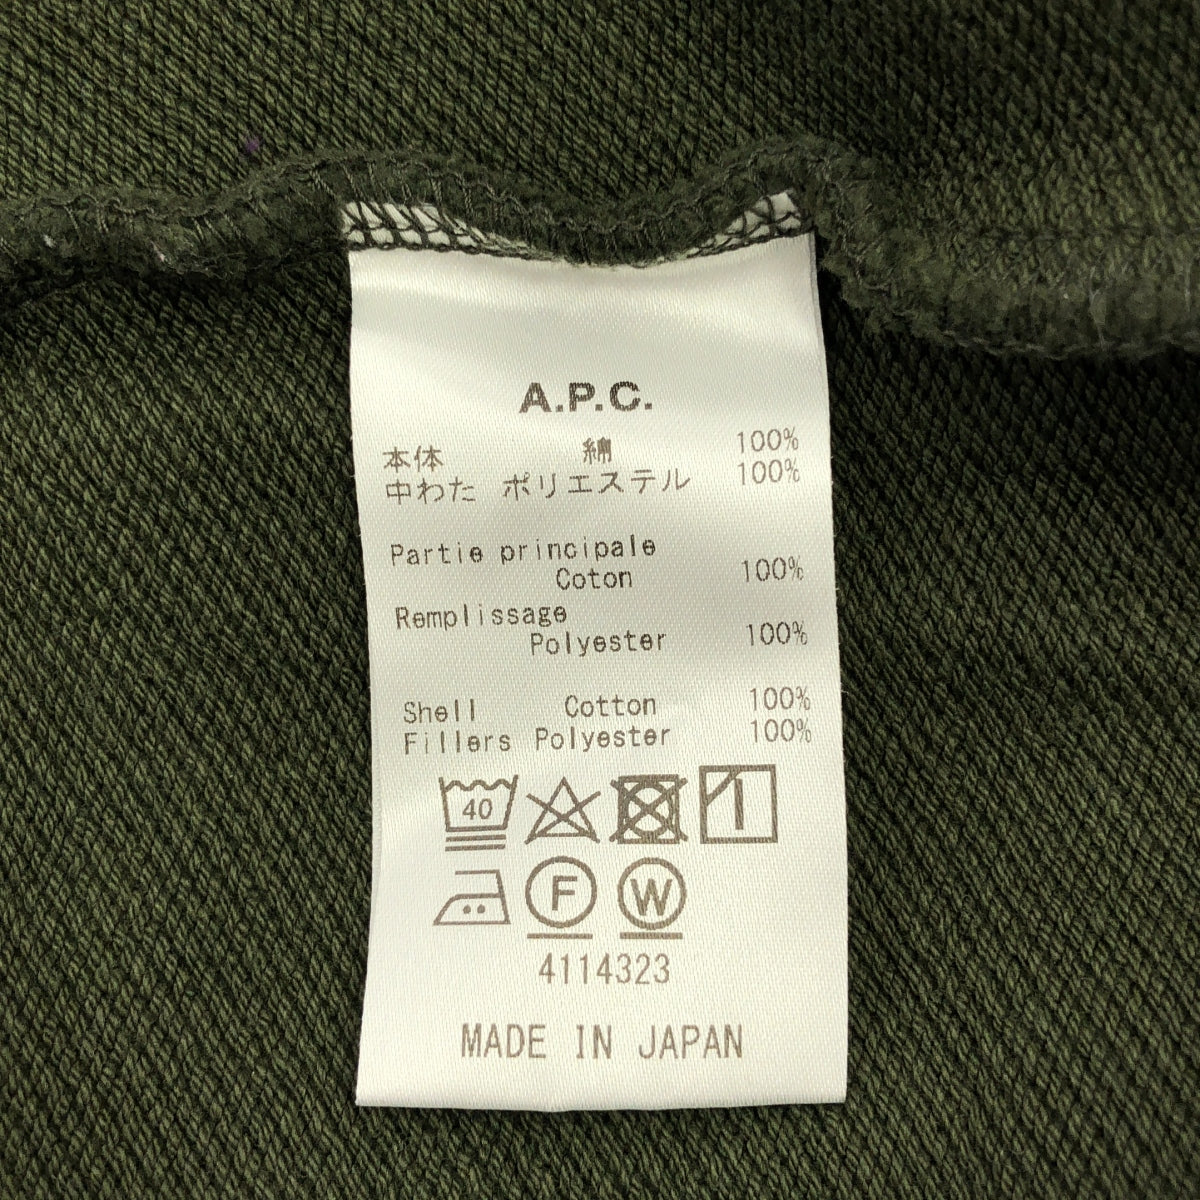 A.P.C.
本体 綿 100%
中わた ポリエステル 100%
Partie principale
Coton 100%
Remplissage
Polyester 100%
Shell Cotton 100%
Fillers Polyester 100%
40
F W
4114323
MADE IN JAPAN